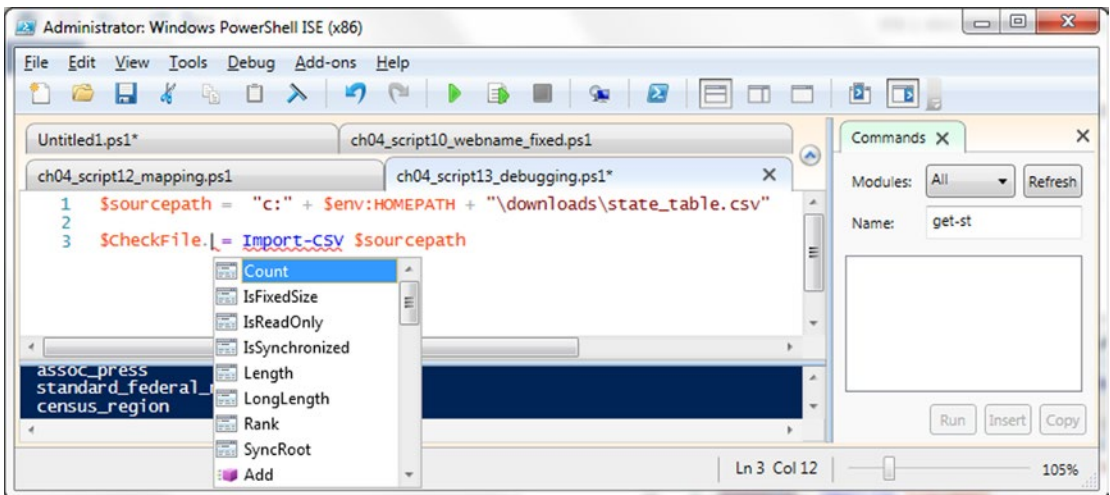 Administrator: Windows PowerShell ISE (x86)
File Edit View Tools Debug Add-ons Help
Untitled1.ps1*
ch04_script10_webname_fixed.ps1
ch04_script12_mapping.ps1
ch04_script13_debugging.ps1*
1 $sourcepath = "c:" + $env:HOMEPATH + "\downloads\state_table.csv"
2
3 $CheckFile. = Import-CSV $sourcepath
Count
IsFixedSize
IsReadOnly
IsSynchronized
Length
LongLength
Rank
SyncRoot
Add
assoc_press
standard_federal_
census_region
Commands
Modules: All Refresh
Name: get-st
Run Insert Copy
Ln 3 Col 12
105%